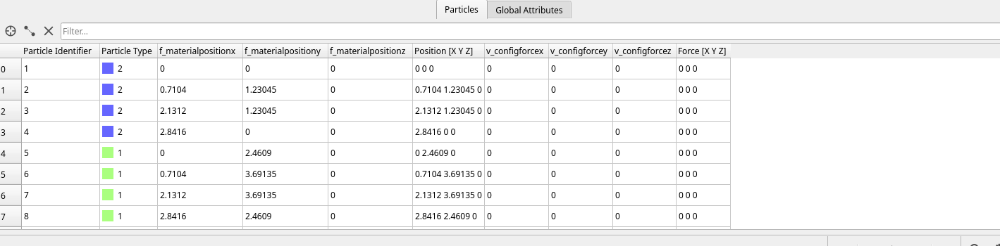 Particles Global Attributes
Filter...
Particle Identifier Particle Type f_materialpositionx f_materialpositiony f_materialpositionz Position [X Y Z] v_configforcex v_configforcey v_configforcez Force [X Y Z]
0 1 2 0 0 0 0 0 0 0 0 0 0 0 0
1 2 2 0.7104 1.23045 0 0.7104 1.23045 0 0 0 0 0 0 0
2 3 2 2.1312 1.23045 0 2.1312 1.23045 0 0 0 0 0 0 0
3 4 2 2.8416 0 0 2.8416 0 0 0 0 0 0 0 0
4 5 1 0 2.4609 0 0 2.4609 0 0 0 0 0 0 0
5 6 1 0.7104 3.69135 0 0.7104 3.69135 0 0 0 0 0 0 0
6 7 1 2.1312 3.69135 0 2.1312 3.69135 0 0 0 0 0 0 0
7 8 1 2.8416 2.4609 0 2.8416 2.4609 0 0 0 0 0 0 0